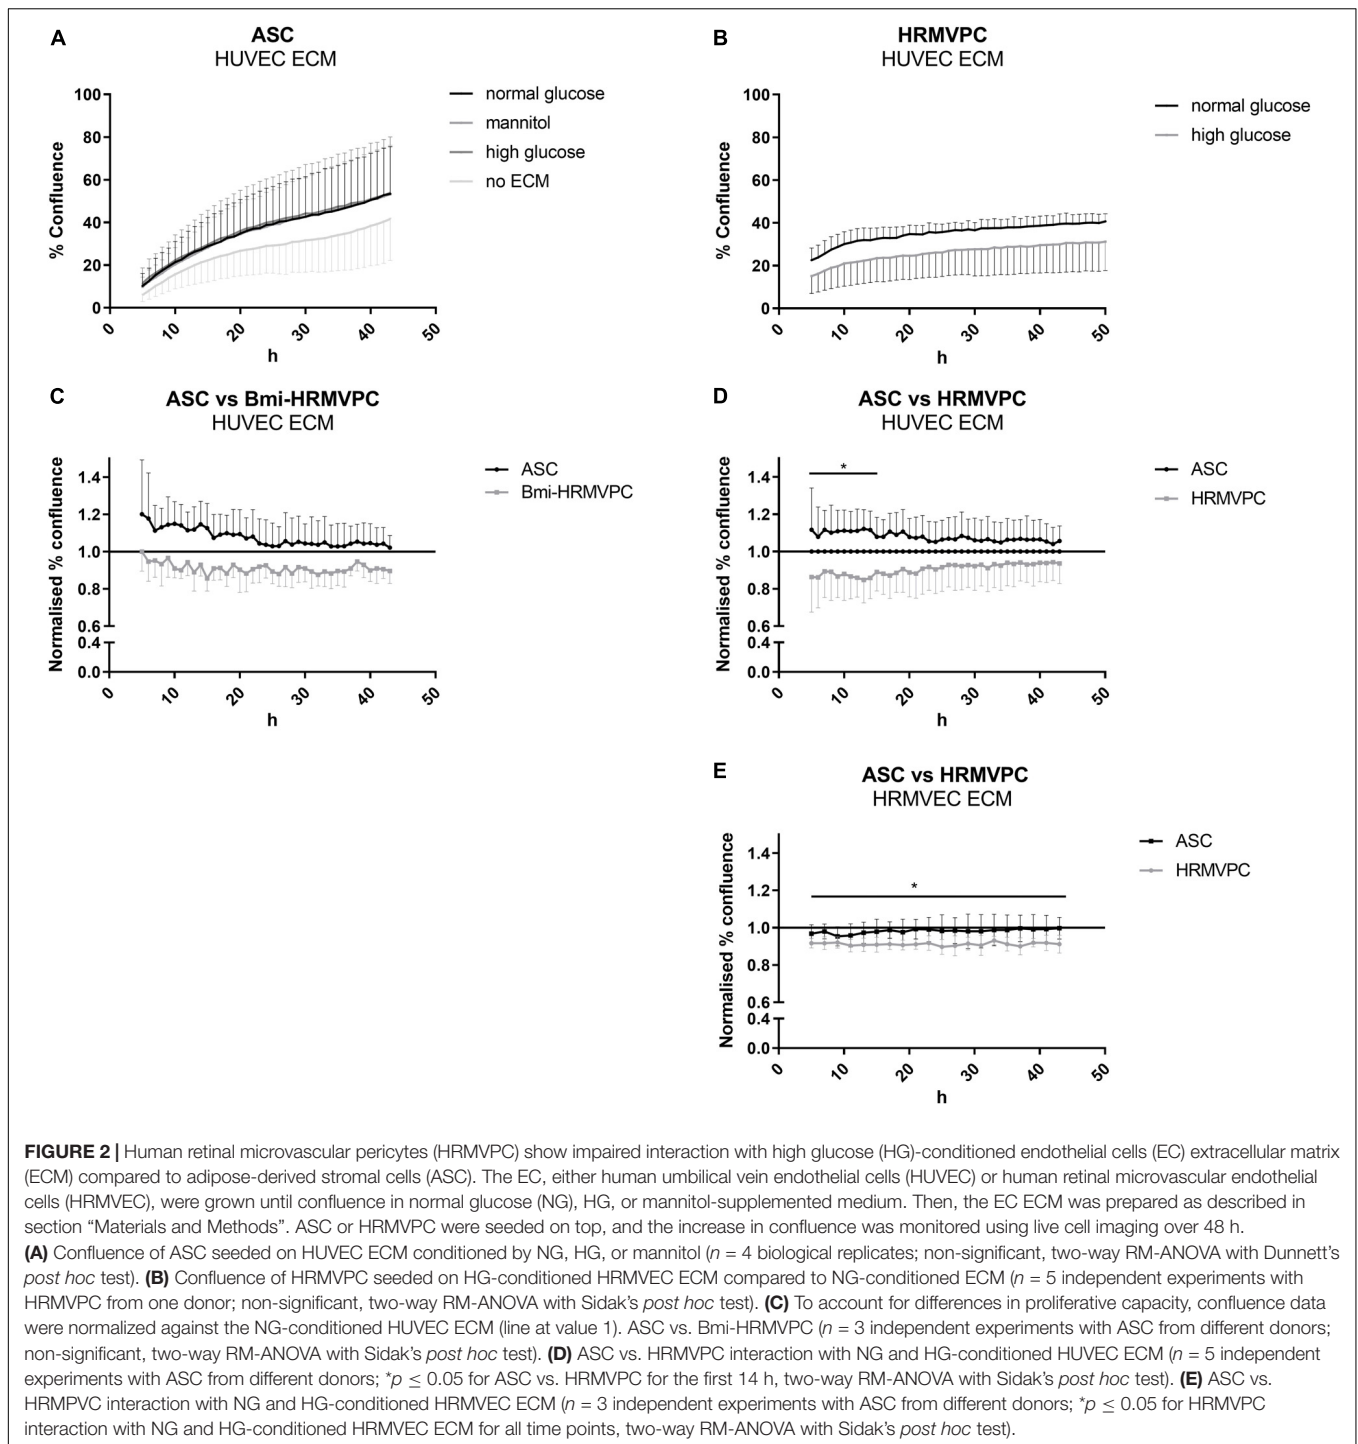 A
ASC
HUVEC ECM
% Confluence
100
80
60
40
20
0
0
10
20
30
40
50
h
normal glucose
mannitol
high glucose
no ECM
B
HRMVPC
HUVEC ECM
% Confluence
100
80
60
40
20
0
0
10
20
30
40
50
h
normal glucose
high glucose
C
ASC vs Bmi-HRMVPC
HUVEC ECM
Normalised % confluence
1.4
1.2
1.0
0.8
0.6
0.4
0.0
0
10
20
30
40
50
h
ASC
Bmi-HRMVPC
D
ASC vs HRMVPC
HUVEC ECM
Normalised % confluence
1.4
1.2
1.0
0.8
0.6
0.4
0.0
*
0
10
20
30
40
50
h
ASC
HRMVPC
E
ASC vs HRMVPC
HRMVEC ECM
Normalised % confluence
1.4
1.2
1.0
0.8
0.6
0.4
0.0
*
0
10
20
30
40
50
h
ASC
HRMVPC
FIGURE 2 | Human retinal microvascular pericytes (HRMVPC) show impaired interaction with high glucose (HG)-conditioned endothelial cells (EC) extracellular matrix
(ECM) compared to adipose-derived stromal cells (ASC). The EC, either human umbilical vein endothelial cells (HUVEC) or human retinal microvascular endothelial
cells (HRMVEC), were grown until confluence in normal glucose (NG), HG, or mannitol-supplemented medium. Then, the EC ECM was prepared as described in
section “Materials and Methods”. ASC or HRMVPC were seeded on top, and the increase in confluence was monitored using live cell imaging over 48 h.
(A) Confluence of ASC seeded on HUVEC ECM conditioned by NG, HG, or mannitol (n = 4 biological replicates; non-significant, two-way RM-ANOVA with Dunnett’s
post hoc test). (B) Confluence of HRMVPC seeded on HG-conditioned HRMVEC ECM compared to NG-conditioned ECM (n = 5 independent experiments with
HRMVPC from one donor; non-significant, two-way RM-ANOVA with Sidak’s post hoc test). (C) To account for differences in proliferative capacity, confluence data
were normalized against the NG-conditioned HUVEC ECM (line at value 1). ASC vs. Bmi-HRMVPC (n = 3 independent experiments with ASC from different donors;
non-significant, two-way RM-ANOVA with Sidak’s post hoc test). (D) ASC vs. HRMVPC interaction with NG and HG-conditioned HUVEC ECM (n = 5 independent
experiments with ASC from different donors; *p ≤ 0.05 for ASC vs. HRMVPC for the first 14 h, two-way RM-ANOVA with Sidak’s post hoc test). (E) ASC vs.
HRMPVC interaction with NG and HG-conditioned HRMVEC ECM (n = 3 independent experiments with ASC from different donors; *p ≤ 0.05 for HRMVPC
interaction with NG and HG-conditioned HRMVEC ECM for all time points, two-way RM-ANOVA with Sidak’s post hoc test).